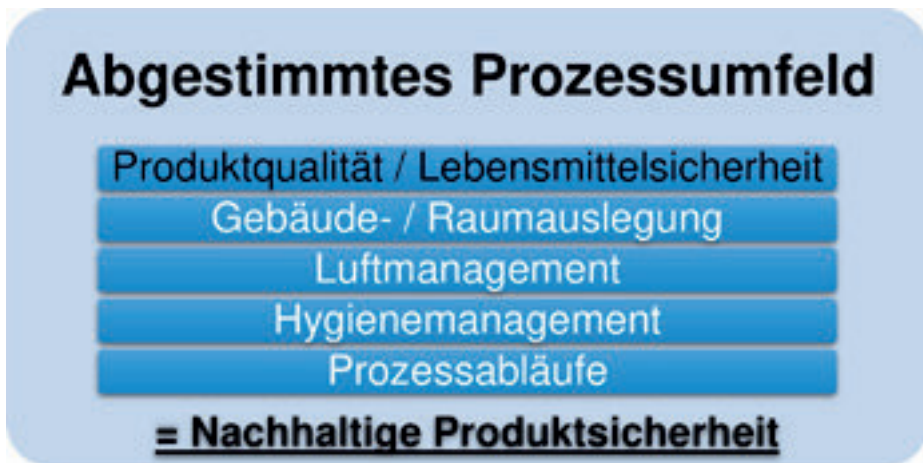 Abgestimmtes Prozessumfeld
Produktqualität / Lebensmittelsicherheit
Gebäude- / Raumauslegung
Luftmanagement
Hygienemanagement
Prozessabläufe
= Nachhaltige Produktsicherheit